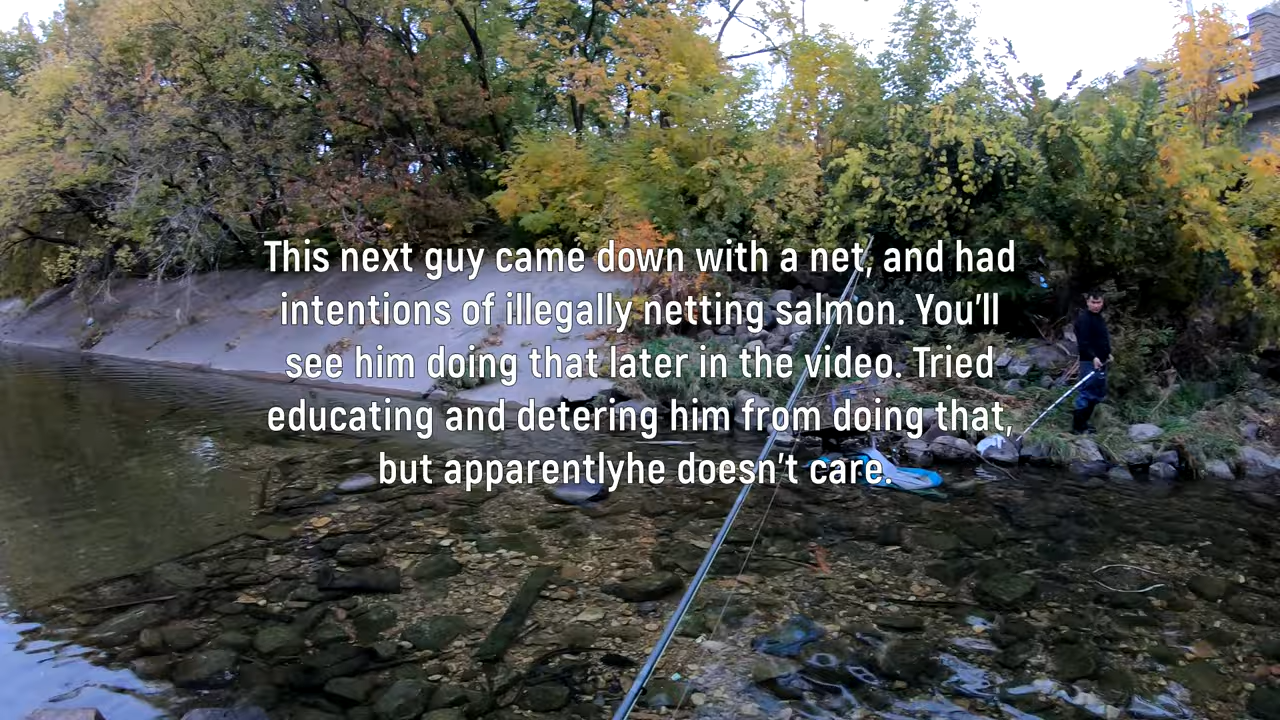 This next guy came down with a net, and had
intentions of illegally netting salmon. You'll
see him doing that later in the video. Tried
educating and detering him from doing that,
but apparentlyhe doesn't care.